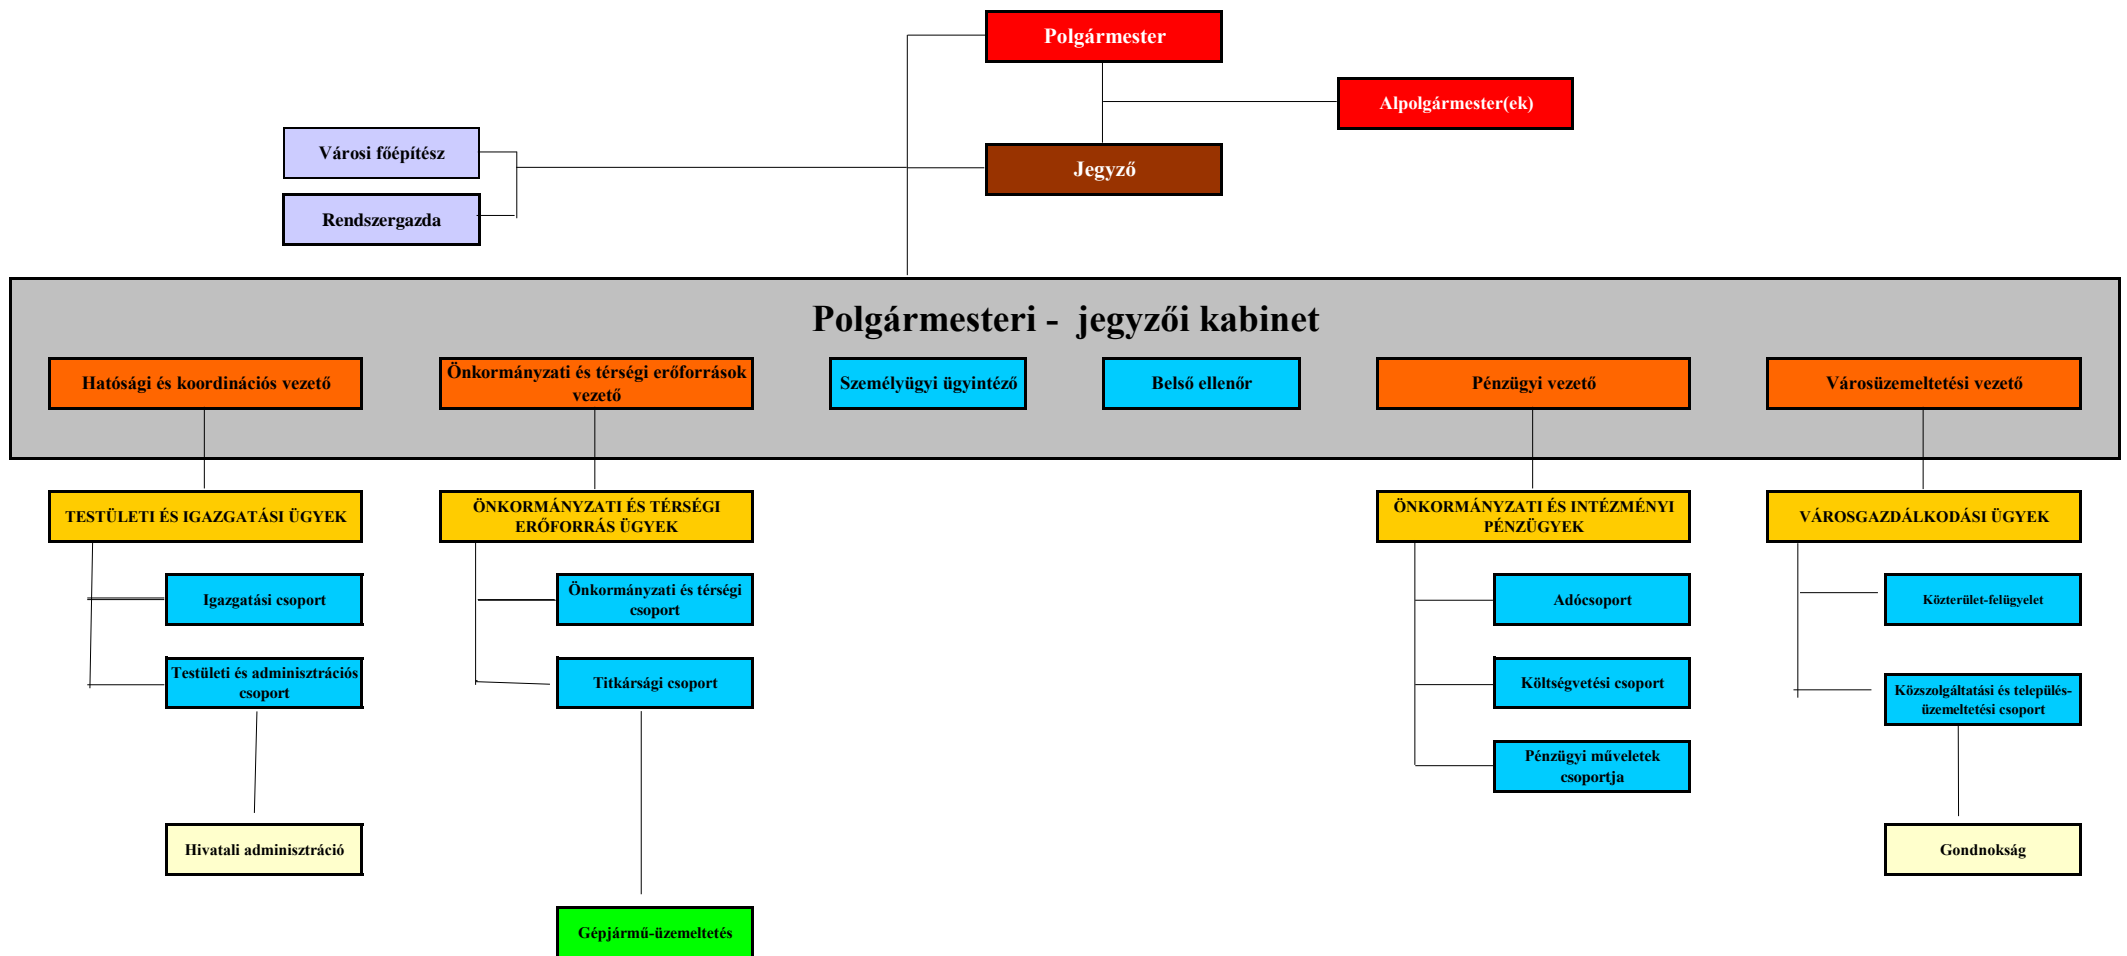 Polgármester
Alpolgármester(ek)
Városi főépítész
Jegyző
Rendszergazda
Polgármesteri - jegyzői kabinet
Hatósági és koordinációs vezető
Önkormányzati és térségi erőforrások
vezető
Személyügyi ügyintéző
Belső ellenőr
Pénzügyi vezető
Városüzemeltetési vezető
TESTÜLETI ÉS IGAZGATÁSI ÜGYEK
ÖNKORMÁNYZATI ÉS TÉRSÉGI
ERŐFORRÁS ÜGYEK
ÖNKORMÁNYZATI ÉS INTÉZMÉNYI
PÉNZÜGYEK
VÁROSGAZDÁLKODÁSI ÜGYEK
Igazgatási csoport
Önkormányzati és térségi
csoport
Adócsoport
Közterület-felügyelet
Testületi és adminisztrációs
csoport
Titkársági csoport
Költségvetési csoport
Közszolgáltatási és település-
üzemeltetési csoport
Pénzügyi műveletek
csoportja
Hivatali adminisztráció
Gondnokság
Gépjármű-üzemeltetés